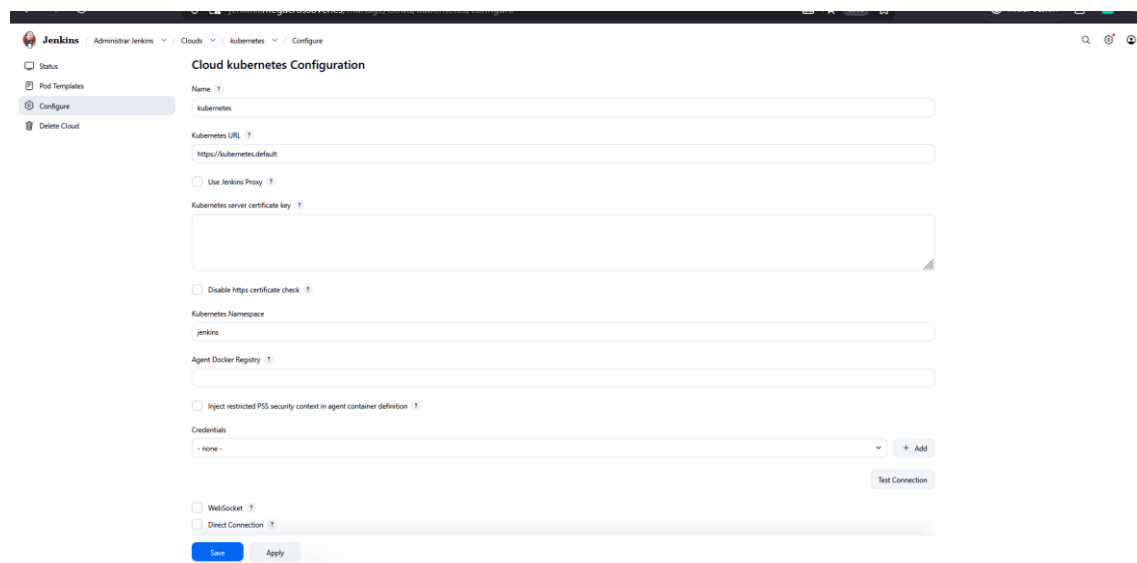 Jenkins / Administrar Jenkins / Clouds / kubernetes / Configure
Status
Pod Templates
Configure
Delete Cloud
Cloud kubernetes Configuration
Name ?
kubernetes
Kubernetes URL ?
https://kubernetes.default
Use Jenkins Proxy ?
Kubernetes server certificate key ?
Disable https certificate check ?
Kubernetes Namespace
jenkins
Agent Docker Registry ?
Inject restricted PSS security context in agent container definition ?
Credentials
- none -
+ Add
Test Connection
WebSocket ?
Direct Connection ?
Save Apply